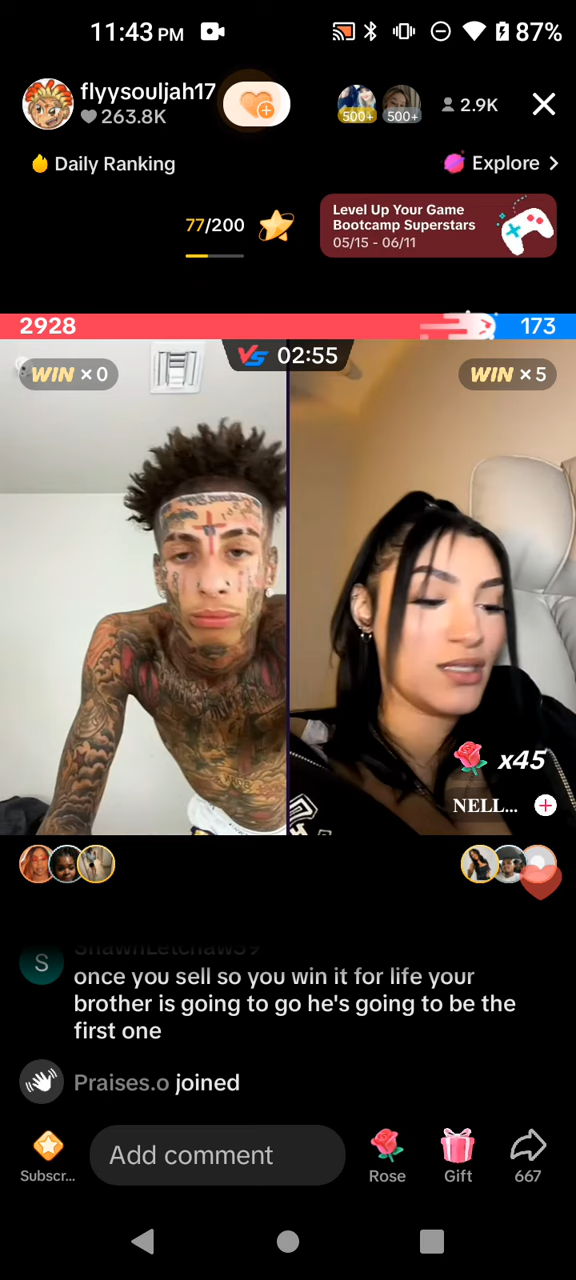 11:43 PM
87%
flyysouljah17
263.8K
500+
500+
2.9K
Daily Ranking
Explore
77/200
Level Up Your Game
Bootcamp Superstars
05/15 - 06/11
2928
173
VS 02:55
WIN × 0
WIN × 5
x45
NELL...
S
ShawnLetchaw39
once you sell so you win it for life your
brother is going to go he's going to be the
first one
Praises.o joined
Subscr...
Add comment
Rose
Gift
667